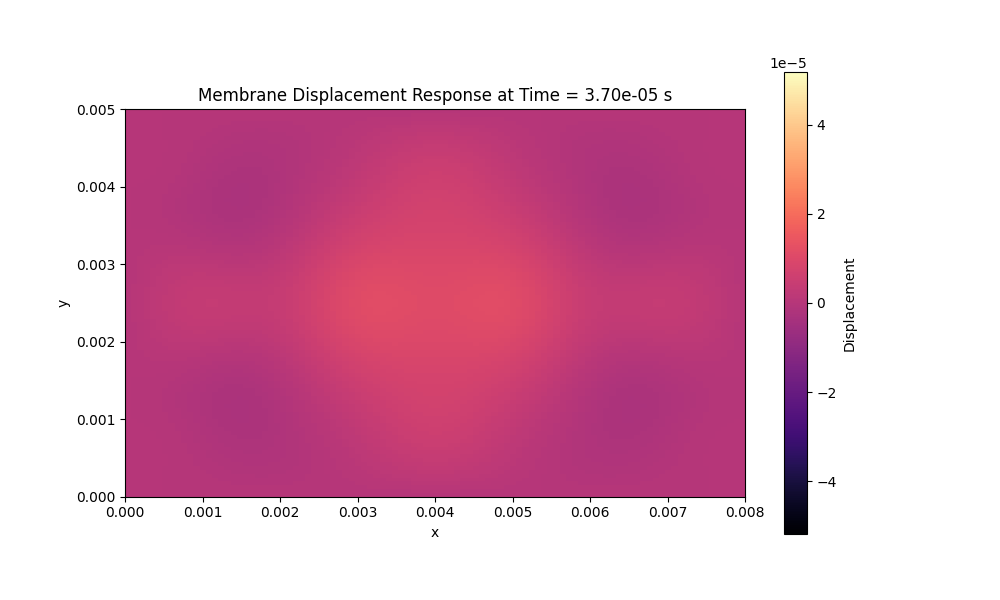 1e−5
Membrane Displacement Response at Time = 3.70e-05 s
0.005
0.004
0.003
0.002
0.001
0.000
y
0.000 0.001 0.002 0.003 0.004 0.005 0.006 0.007 0.008
x
4
2
0
−2
−4
Displacement